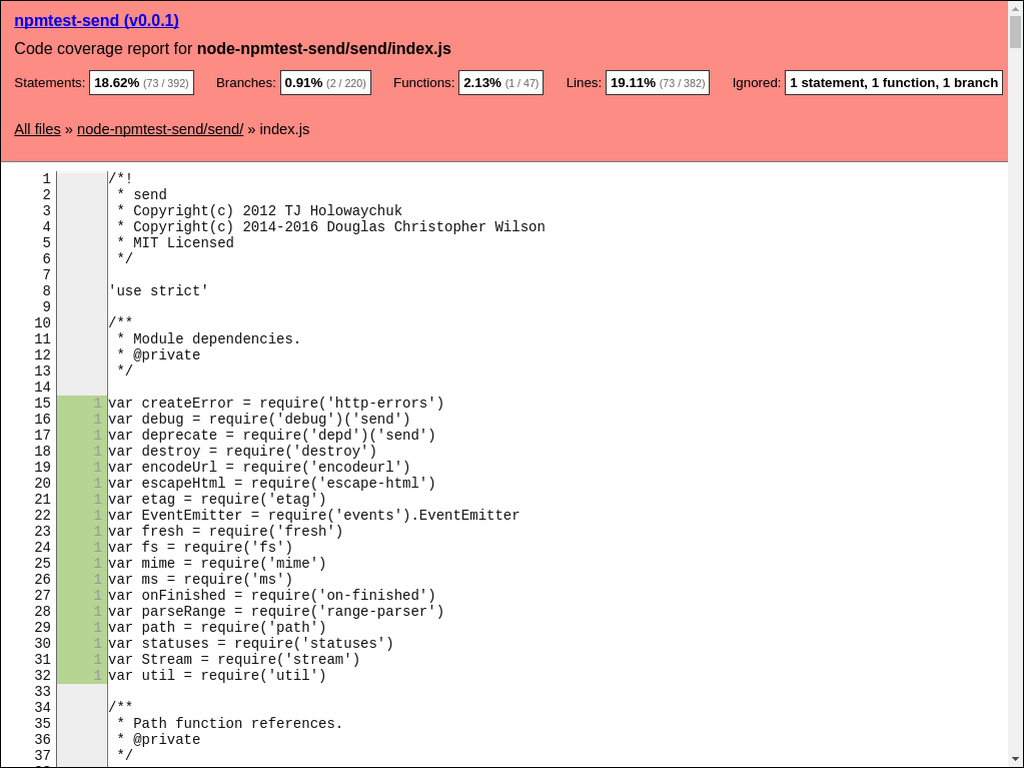 npmtest-send (v0.0.1)
Code coverage report for node-npmtest-send/send/index.js
Statements: 18.62% (73 / 392) Branches: 0.91% (2 / 220) Functions: 2.13% (1 / 47) Lines: 19.11% (73 / 382) Ignored: 1 statement, 1 function, 1 branch
All files » node-npmtest-send/send/ » index.js
1 /*!
2 * send
3 * Copyright(c) 2012 TJ Holowaychuk
4 * Copyright(c) 2014-2016 Douglas Christopher Wilson
5 * MIT Licensed
6 */
7
8 'use strict'
9
10 /**
11 * Module dependencies.
12 * @private
13 */
14
15 1 var createError = require('http-errors')
16 1 var debug = require('debug')('send')
17 1 var deprecate = require('depd')('send')
18 1 var destroy = require('destroy')
19 1 var encodeUrl = require('encodeurl')
20 1 var escapeHtml = require('escape-html')
21 1 var etag = require('etag')
22 1 var EventEmitter = require('events').EventEmitter
23 1 var fresh = require('fresh')
24 1 var fs = require('fs')
25 1 var mime = require('mime')
26 1 var ms = require('ms')
27 1 var onFinished = require('on-finished')
28 1 var parseRange = require('range-parser')
29 1 var path = require('path')
30 1 var statuses = require('statuses')
31 1 var Stream = require('stream')
32 1 var util = require('util')
33
34 /**
35 * Path function references.
36 * @private
37 */